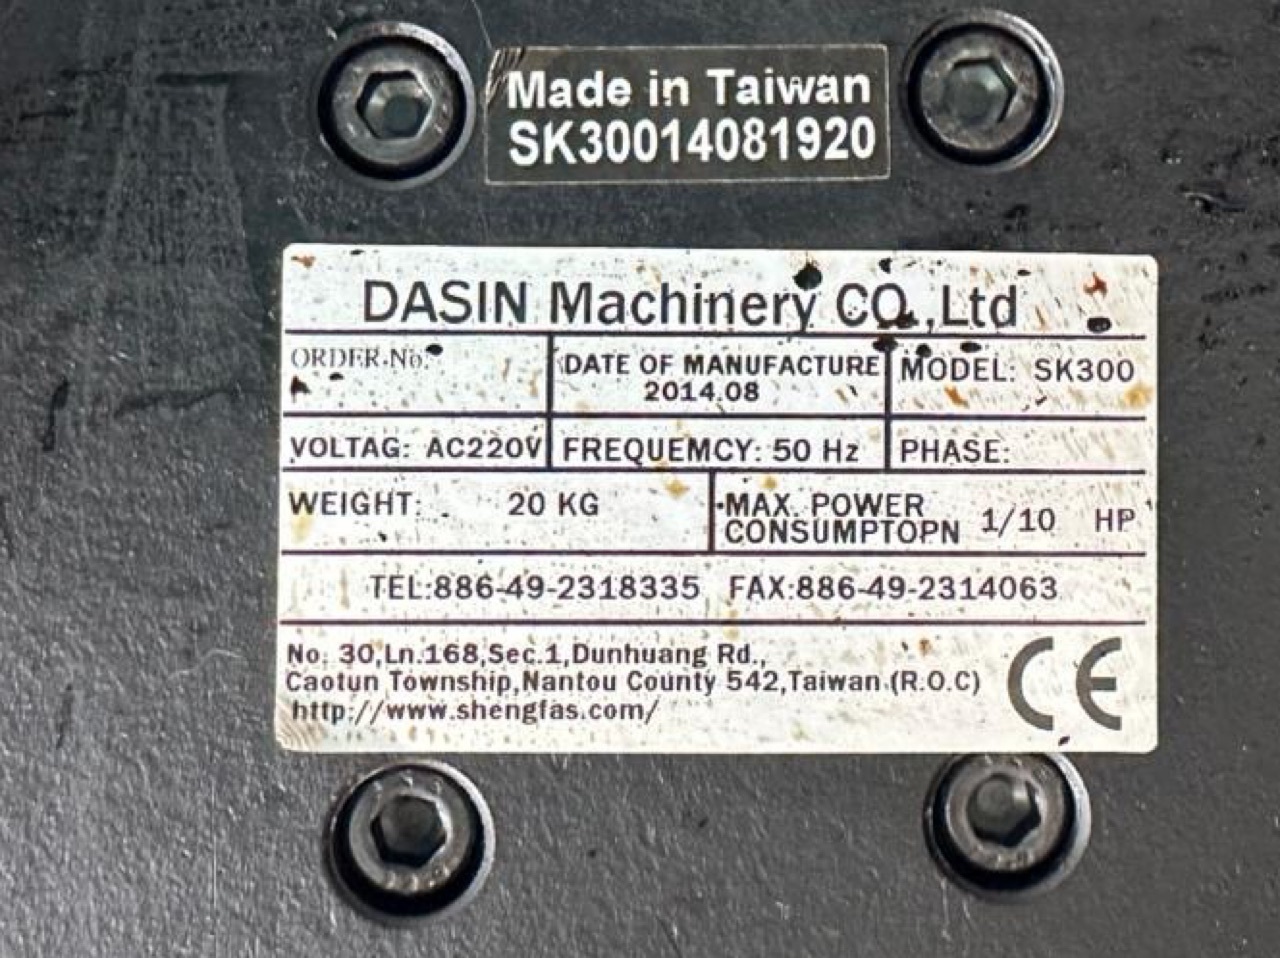 Made in Taiwan
SK30014081920
DASIN Machinery CO.,Ltd
ORDER No.
DATE OF MANUFACTURE
2014.08
MODEL: SK300
VOLTAG: AC220V
FREQUEMCY: 50 Hz
PHASE:
WEIGHT: 20 KG
MAX. POWER
CONSUMPTOPN 1/10 HP
TEL:886-49-2318335 FAX:886-49-2314063
No. 30,Ln.168,Sec.1,Dunhuang Rd.,
Caotun Township,Nantou County 542,Taiwan (R.O.C)
http://www.shengfas.com/
CE